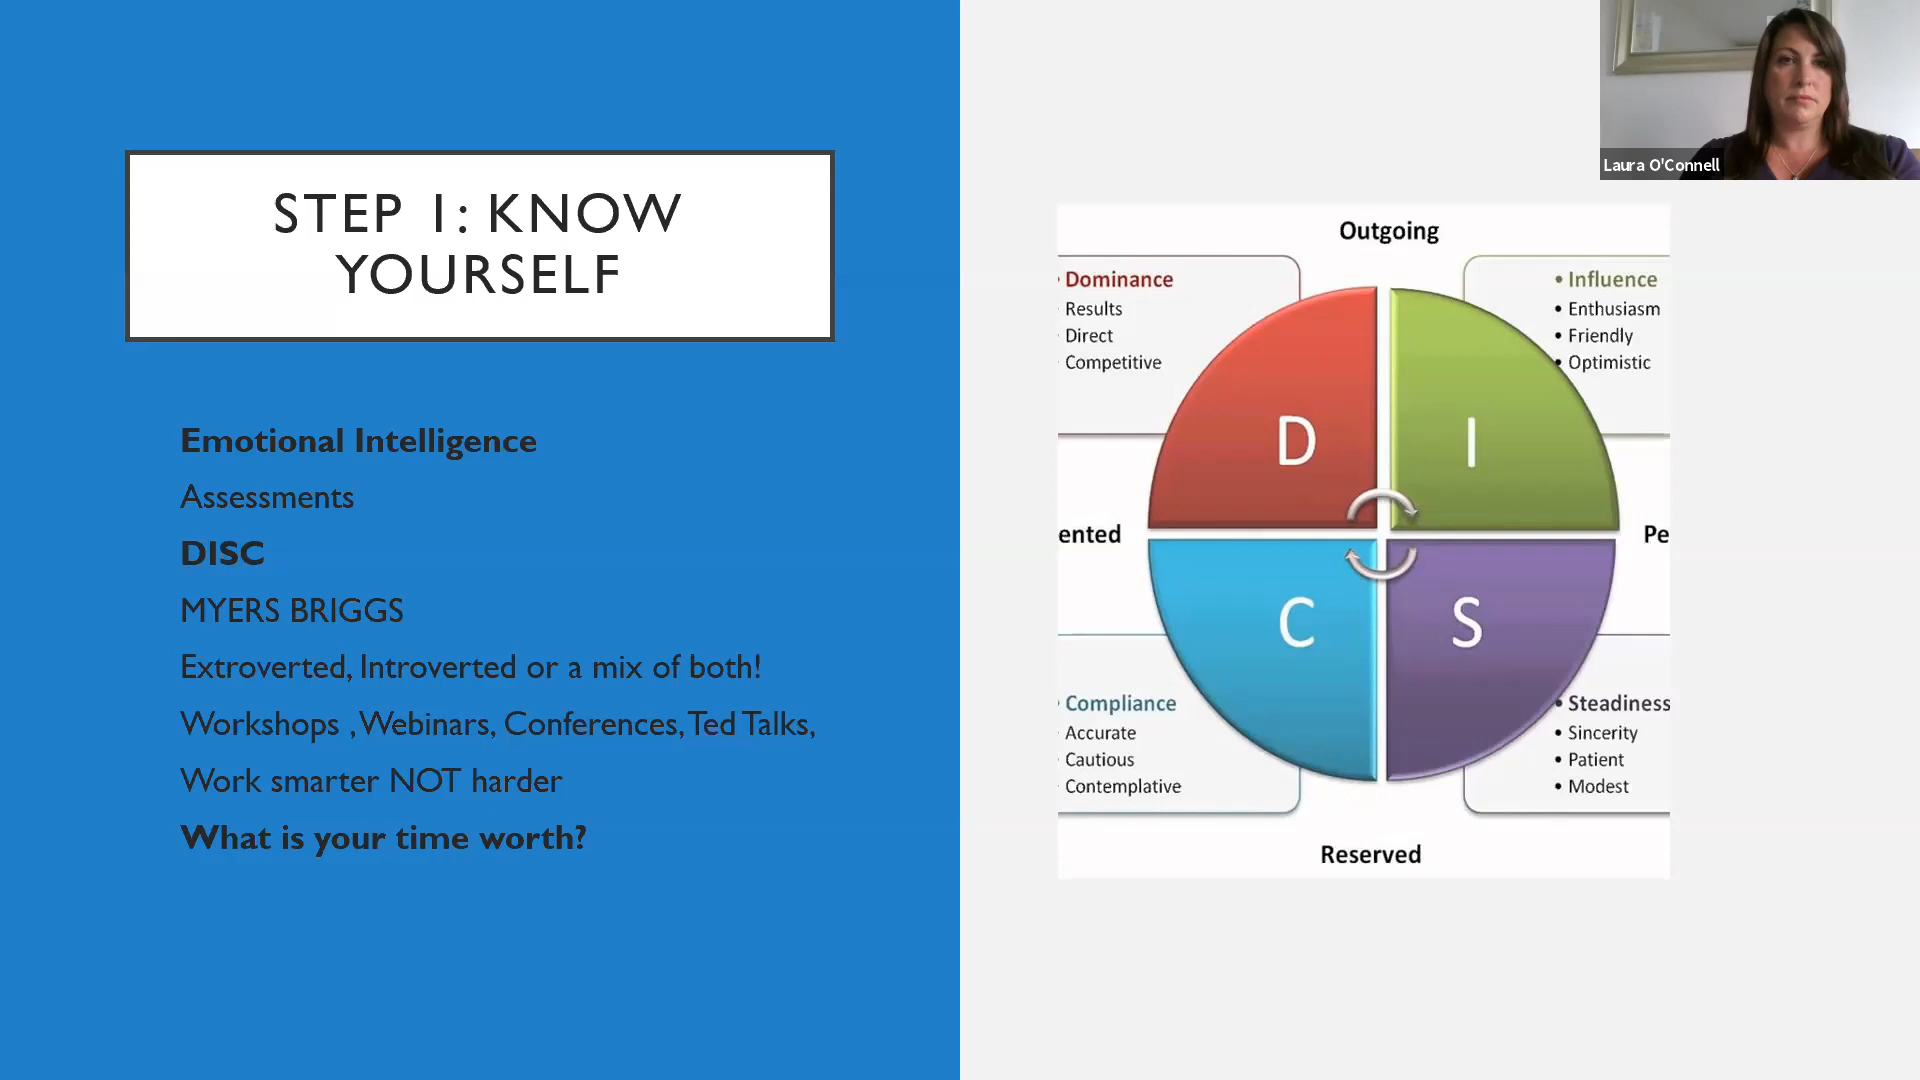 STEP 1: KNOW
YOURSELF
Emotional Intelligence
Assessments
DISC
MYERS BRIGGS
Extroverted, Introverted or a mix of both!
Workshops , Webinars, Conferences, Ted Talks,
Work smarter NOT harder
What is your time worth?
Laura O'Connell
Outgoing
• Dominance
Results
Direct
Competitive
• Influence
• Enthusiasm
• Friendly
• Optimistic
D
I
ented
Pe
C
S
• Compliance
Accurate
Cautious
Contemplative
• Steadiness
• Sincerity
• Patient
• Modest
Reserved